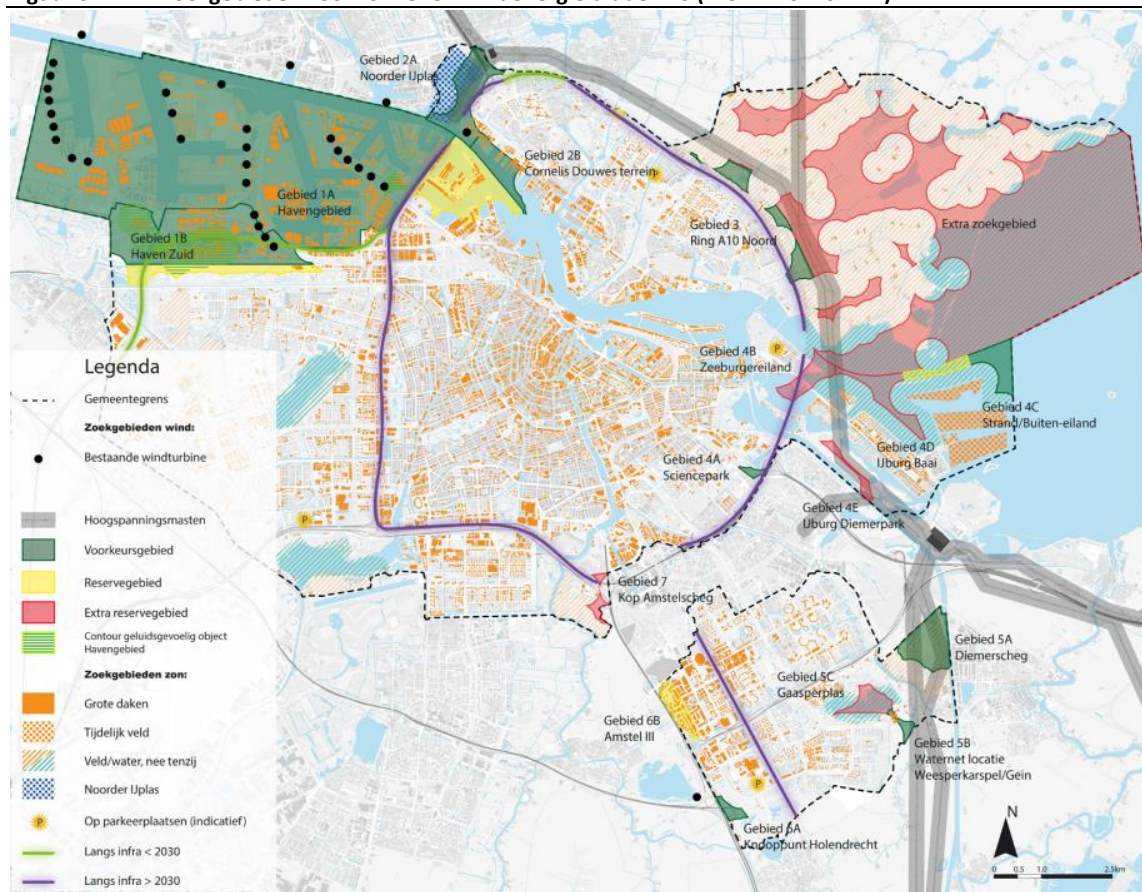 Gebied 2A
Noorder IJplas
Gebied 2B
Cornelis Douwes terrein
Gebied 1A
Havengebied
Gebied 3
Ring A10 Noord
Extra zoekgebied
Gebied 1B
Haven Zuid
Gebied 4B
Zeeburgereiland
P
Gebied 4C
Strand/Buiten-eiland
Gebied 4D
IJburg Baai
Gebied 4A
Sciencepark
Gebied 4E
IJburg Diemerpark
P
Gebied 7
Kop Amstelscheg
Gebied 5A
Diemerscheg
Gebied 5C
Gaasperplas
Gebied 6B
Amstel III
Gebied 5B
Waternet locatie
Weesperkarspel/Gein
P
Gebied 6A
Knooppunt Holendrecht
Legenda
Gemeentegrens
Zoekgebieden wind:
Bestaande windturbine
Hoogspanningsmasten
Voorkeursgebied
Reservegebied
Extra reservegebied
Contour geluidsgevoelig object
Havengebied
Zoekgebieden zon:
Grote daken
Tijdelijk veld
Veld/water, nee tenzij
Noorder IJplas
P Op parkeerplaatsen (indicatief)
Langs infra < 2030
Langs infra > 2030
N
0 0.5 1.0 2.5km